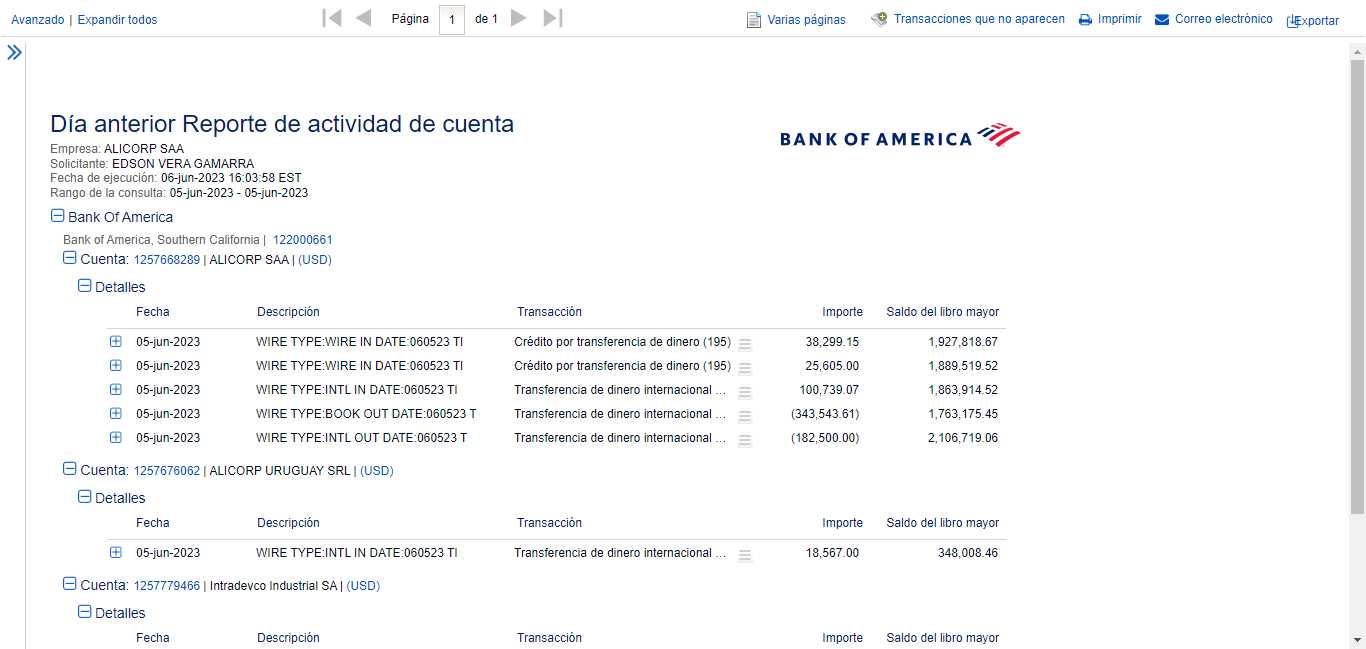 Avanzado | Expandir todos Página 1 de 1 Varias páginas Transacciones que no aparecen Imprimir Correo electrónico Exportar
Día anterior Reporte de actividad de cuenta
BANK OF AMERICA
Empresa: ALICORP SAA
Solicitante: EDSON VERA GAMARRA
Fecha de ejecución: 06-jun-2023 16:03:58 EST
Rango de la consulta: 05-jun-2023 - 05-jun-2023
Bank Of America
Bank of America, Southern California | 122000661
Cuenta: 1257668289 | ALICORP SAA | (USD)
Detalles
Fecha Descripción Transacción Importe Saldo del libro mayor
05-jun-2023 WIRE TYPE:WIRE IN DATE:060523 TI Crédito por transferencia de dinero (195) 38,299.15 1,927,818.67
05-jun-2023 WIRE TYPE:WIRE IN DATE:060523 TI Crédito por transferencia de dinero (195) 25,605.00 1,889,519.52
05-jun-2023 WIRE TYPE:INTL IN DATE:060523 TI Transferencia de dinero internacional ... 100,739.07 1,863,914.52
05-jun-2023 WIRE TYPE:BOOK OUT DATE:060523 T Transferencia de dinero internacional ... (343,543.61) 1,763,175.45
05-jun-2023 WIRE TYPE:INTL OUT DATE:060523 T Transferencia de dinero internacional ... (182,500.00) 2,106,719.06
Cuenta: 1257676062 | ALICORP URUGUAY SRL | (USD)
Detalles
Fecha Descripción Transacción Importe Saldo del libro mayor
05-jun-2023 WIRE TYPE:INTL IN DATE:060523 TI Transferencia de dinero internacional ... 18,567.00 348,008.46
Cuenta: 1257779466 | Intradevco Industrial SA | (USD)
Detalles
Fecha Descripción Transacción Importe Saldo del libro mayor